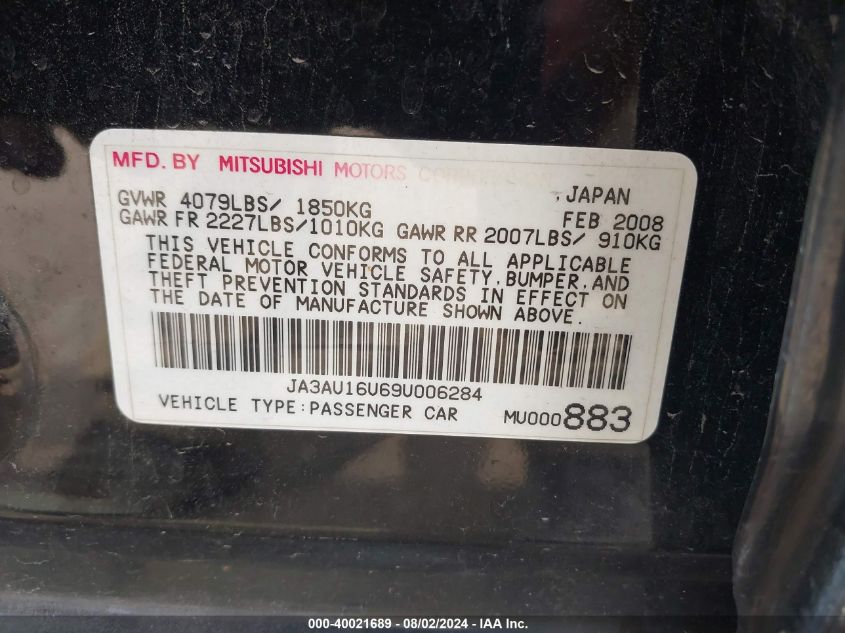 MFD. BY MITSUBISHI MOTORS CORPORATION
, JAPAN
GVWR 4079LBS/ 1850KG FEB 2008
GAWR FR 2227LBS/1010KG GAWR RR 2007LBS/ 910KG
THIS VEHICLE CONFORMS TO ALL APPLICABLE
FEDERAL MOTOR VEHICLE SAFETY, BUMPER, AND
THEFT PREVENTION STANDARDS IN EFFECT ON
THE DATE OF MANUFACTURE SHOWN ABOVE.
JA3AU16U69U006284
VEHICLE TYPE:PASSENGER CAR MU000883
000-40021689 - 08/02/2024 - IAA Inc.